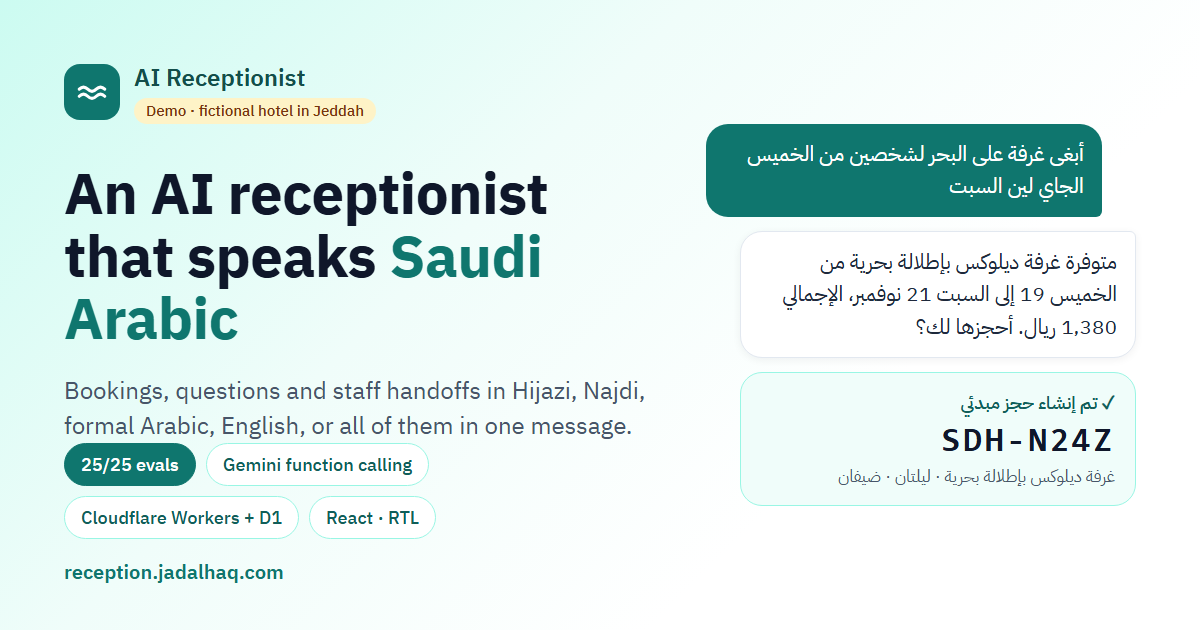 AI Receptionist
Demo · fictional hotel in Jeddah
An AI receptionist
that speaks Saudi
Arabic
Bookings, questions and staff handoffs in Hijazi, Najdi,
formal Arabic, English, or all of them in one message.
25/25 evals
Gemini function calling
Cloudflare Workers + D1
React · RTL
reception.jadalhaq.com
أبغى غرفة على البحر لشخصين من الخميس
الجاي لين السبت
متوفرة غرفة ديلوكس بإطلالة بحرية من
الخميس 19 إلى السبت 21 نوفمبر، الإجمالي
1,380 ريال. أحجزها لك؟
✓ تم إنشاء حجز مبدئي
SDH-N24Z
غرفة ديلوكس بإطلالة بحرية · ليلتان · ضيفان